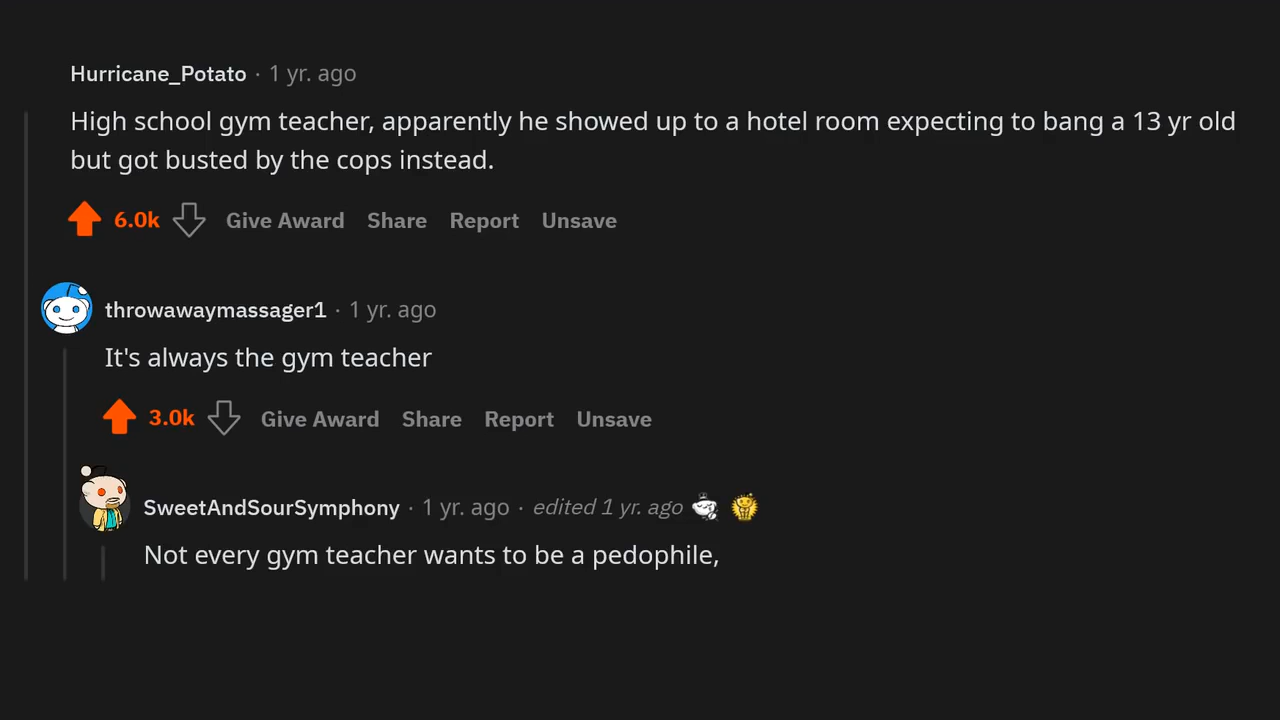 Hurricane_Potato · 1 yr. ago
High school gym teacher, apparently he showed up to a hotel room expecting to bang a 13 yr old
but got busted by the cops instead.
6.0k Give Award Share Report Unsave
throwawaymassager1 · 1 yr. ago
It's always the gym teacher
3.0k Give Award Share Report Unsave
SweetAndSourSymphony · 1 yr. ago · edited 1 yr. ago
Not every gym teacher wants to be a pedophile,